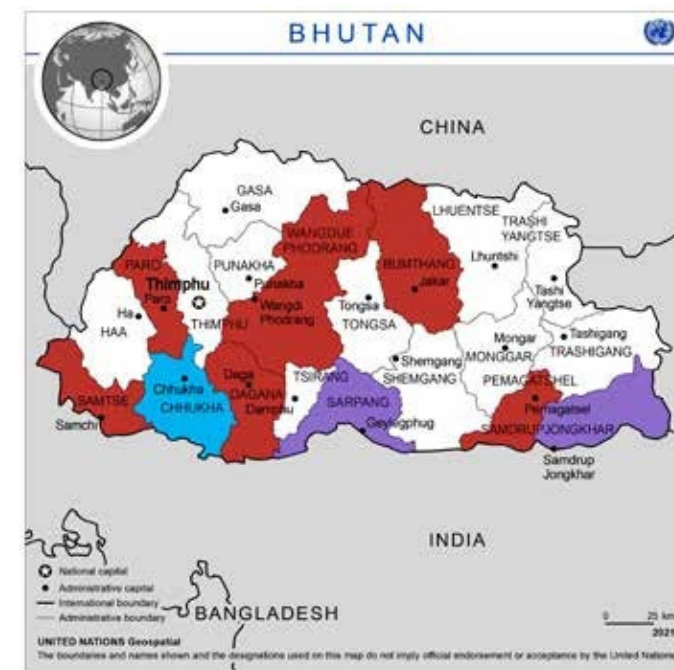 BHUTAN
CHINA
GASA
Gasa
LHUENTSE
TRASHI
YANGTSE
WANGDUE
PHODRANG
PARO
PUNAKHA
BUMTHANG
Lhuntshi
Thimphu
Punakha
Jakar
Tashi
Yangtse
Paro
Wangdi
Phodrang
Tongsa
Ha
HAA
THIMPHU
TONGSA
Mongar
MONGGAR
Tashigang
TRASHIGANG
Shemgang
SHEMGANG
Daga
DAGANA
TSIRANG
PEMAGATSHEL
Chhukha
CHHUKHA
SAMTSE
Damphu
SARPANG
Pemagatsel
Samchi
Geylegphug
SAMDRUPJONGKHAR
Samdrup
Jongkhar
INDIA
National capital
Administrative capital
International boundary
Administrative boundary
BANGLADESH
0 25 km
2021
UNITED NATIONS Geospatial
The boundaries and names shown and the designations used on this map do not imply official endorsement or acceptance by the United Nations